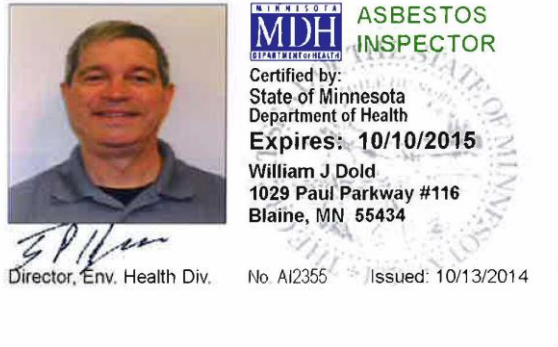 MINNESOTA
MDH
DEPARTMENT OF HEALTH
ASBESTOS
INSPECTOR
Certified by:
State of Minnesota
Department of Health
Expires: 10/10/2015
William J Dold
1029 Paul Parkway #116
Blaine, MN 55434
Director, Env. Health Div.
No. AI2355
Issued: 10/13/2014